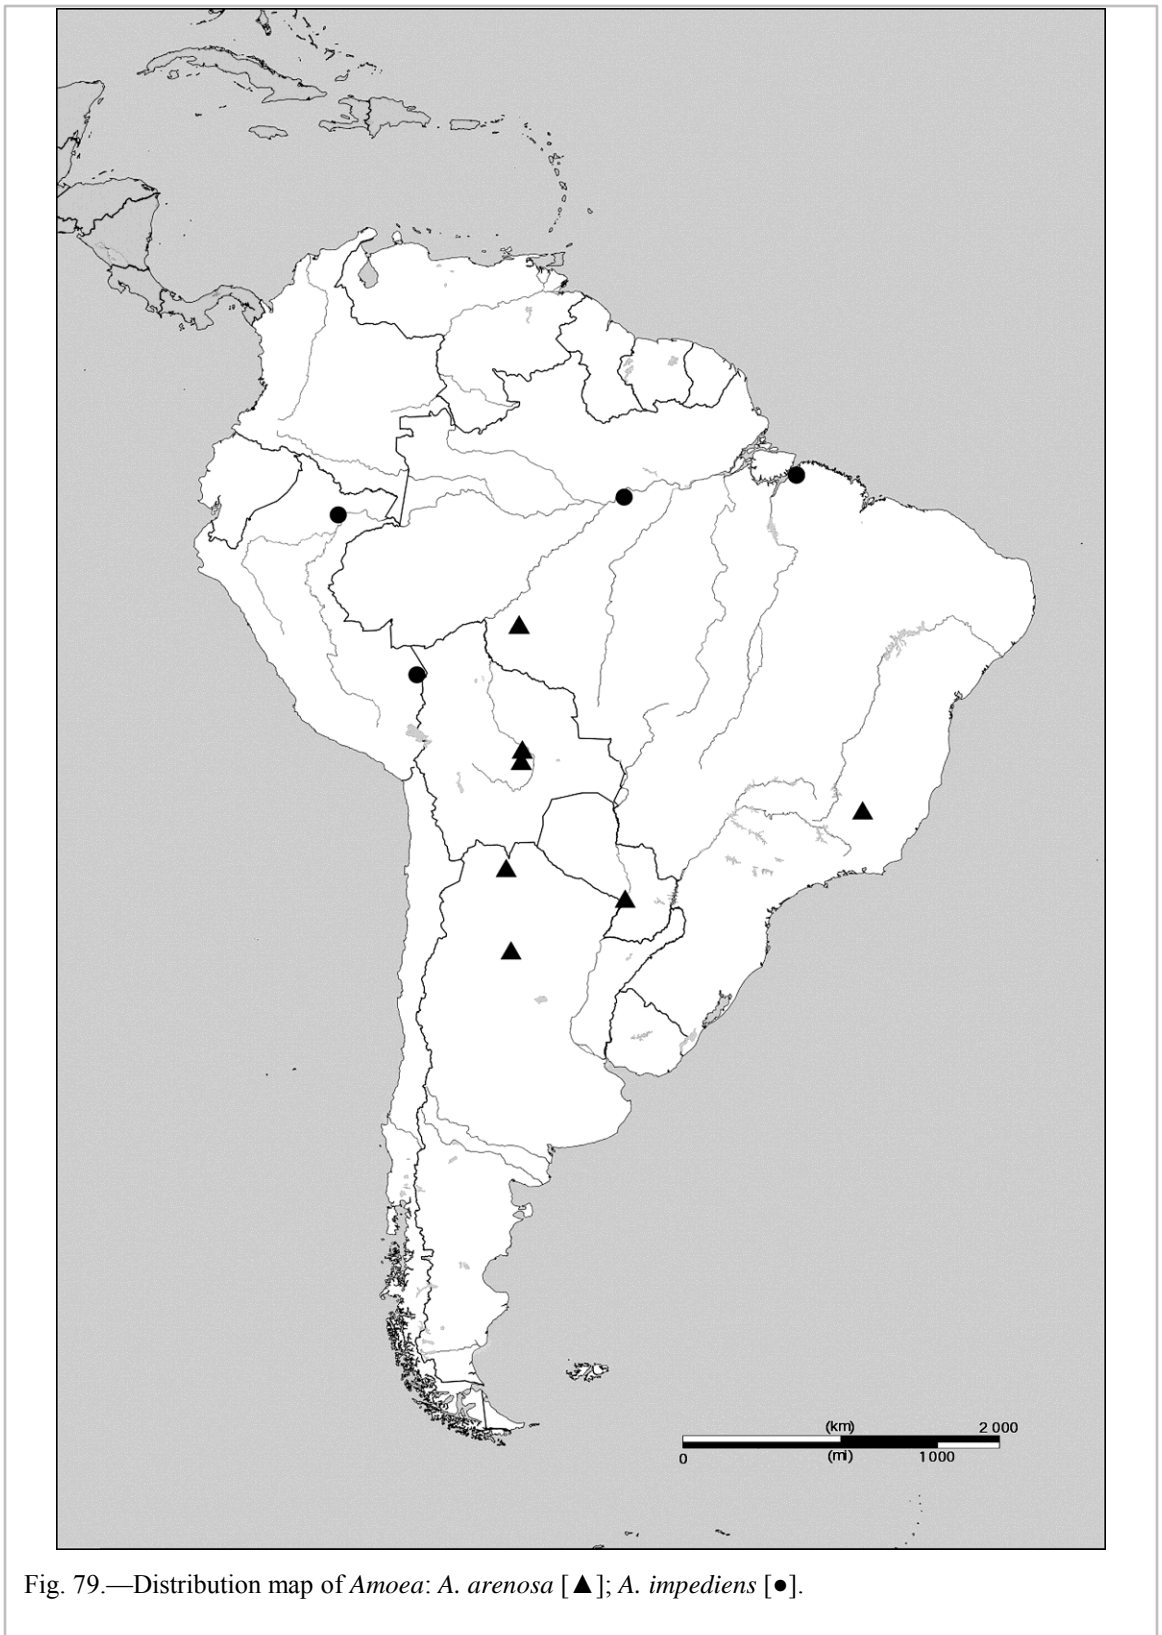 (km) 2 000
0 (mi) 1000
Fig. 79.—Distribution map of Amoea: A. arenosa [▲]; A. impediens [●].